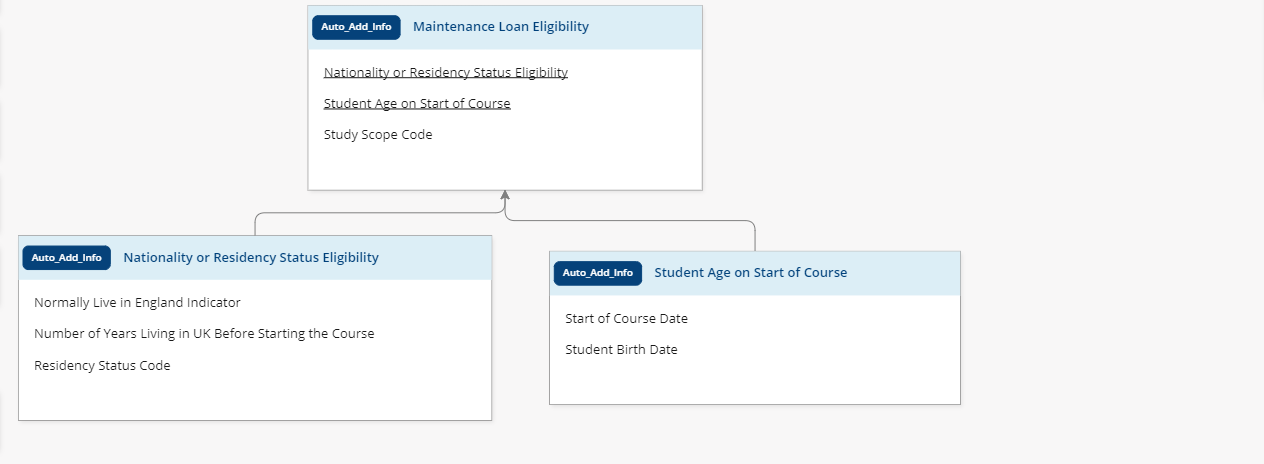 Auto_Add_Info Maintenance Loan Eligibility
Nationality or Residency Status Eligibility
Student Age on Start of Course
Study Scope Code
Auto_Add_Info Nationality or Residency Status Eligibility
Normally Live in England Indicator
Number of Years Living in UK Before Starting the Course
Residency Status Code
Auto_Add_Info Student Age on Start of Course
Start of Course Date
Student Birth Date